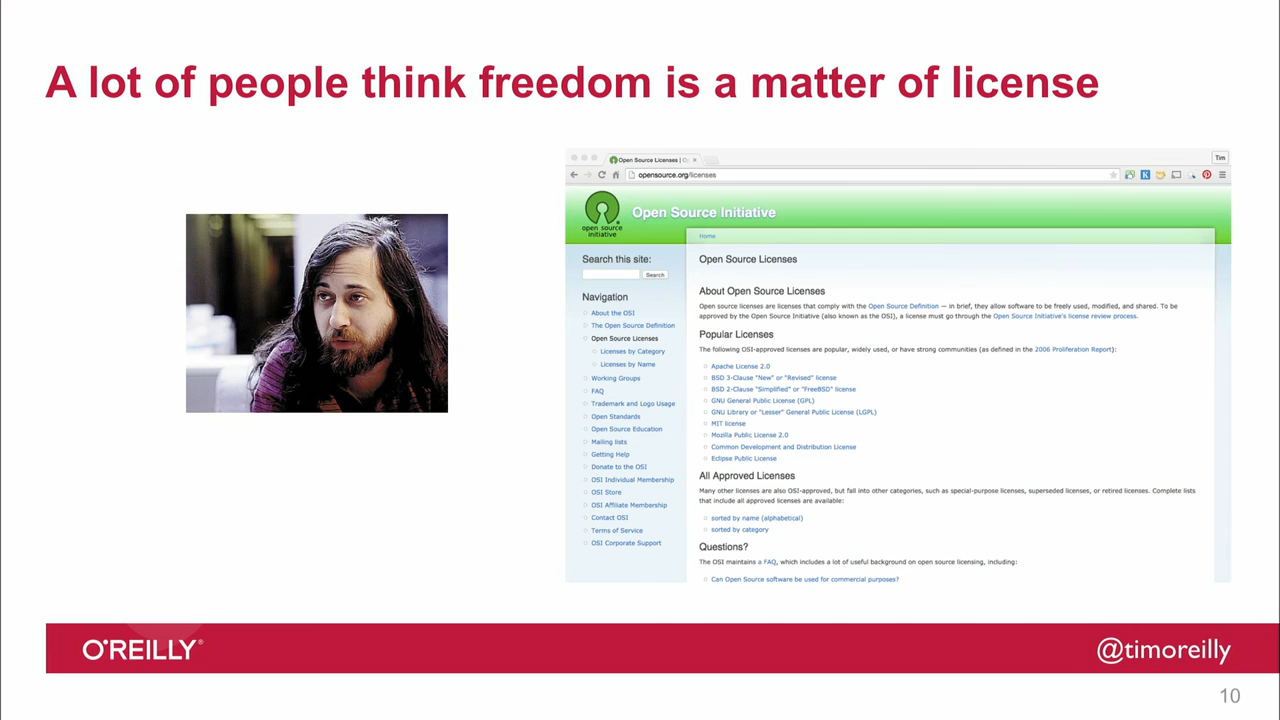 A lot of people think freedom is a matter of license
Open Source Licenses | O
Tim
opensource.org/licenses
open source
initiative
Open Source Initiative
Home
Search this site:
Search
Navigation
About the OSI
The Open Source Definition
Open Source Licenses
Licenses by Category
Licenses by Name
Working Groups
FAQ
Trademark and Logo Usage
Open Standards
Open Source Education
Mailing lists
Getting Help
Donate to the OSI
OSI Individual Membership
OSI Store
OSI Affiliate Membership
Contact OSI
Terms of Service
OSI Corporate Support
Open Source Licenses
About Open Source Licenses
Open source licenses are licenses that comply with the Open Source Definition — in brief, they allow software to be freely used, modified, and shared. To be
approved by the Open Source Initiative (also known as the OSI), a license must go through the Open Source Initiative's license review process.
Popular Licenses
The following OSI-approved licenses are popular, widely used, or have strong communities (as defined in the 2006 Proliferation Report):
Apache License 2.0
BSD 3-Clause "New" or "Revised" license
BSD 2-Clause "Simplified" or "FreeBSD" license
GNU General Public License (GPL)
GNU Library or "Lesser" General Public License (LGPL)
MIT license
Mozilla Public License 2.0
Common Development and Distribution License
Eclipse Public License
All Approved Licenses
Many other licenses are also OSI-approved, but fall into other categories, such as special-purpose licenses, superseded licenses, or retired licenses. Complete lists
that include all approved licenses are available:
sorted by name (alphabetical)
sorted by category
Questions?
The OSI maintains a FAQ, which includes a lot of useful background on open source licensing, including:
Can Open Source software be used for commercial purposes?
O'REILLY®
@timoreilly
10